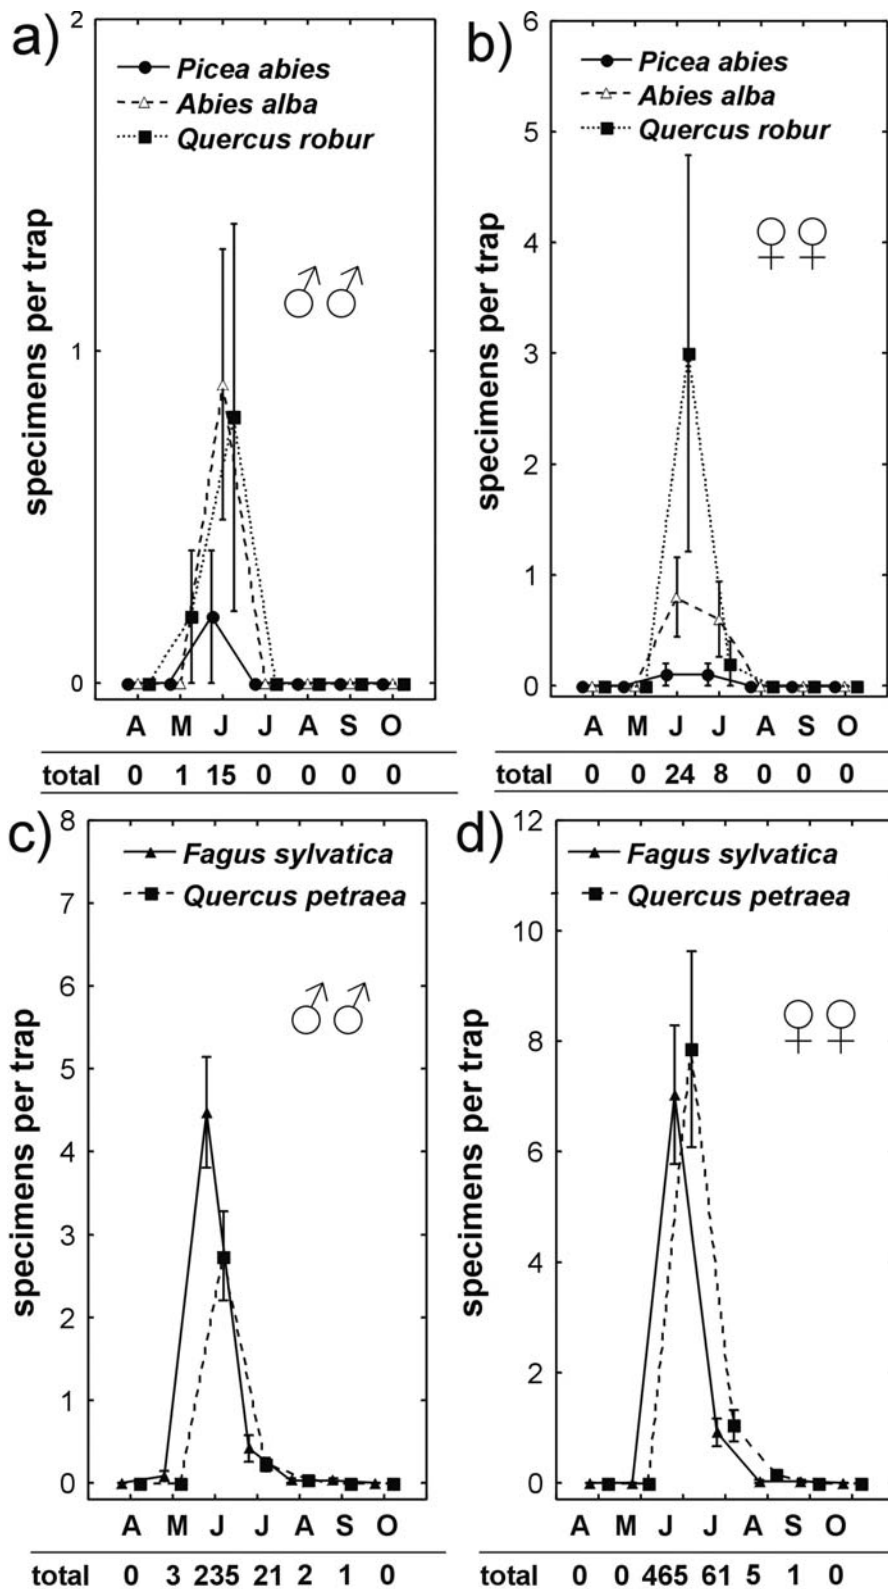 a)
2
Picea abies
Abies alba
Quercus robur
♂♂
1
0
specimens per trap
A M J J A S O
total 0 1 15 0 0 0 0
b)
6
Picea abies
Abies alba
Quercus robur
5
4
♀♀
3
2
1
0
specimens per trap
A M J J A S O
total 0 0 24 8 0 0 0
c)
8
Fagus sylvatica
7
Quercus petraea
6
♂♂
5
4
3
2
1
0
specimens per trap
A M J J A S O
total 0 3 235 21 2 1 0
d)
12
Fagus sylvatica
Quercus petraea
10
8
♀♀
6
4
2
0
specimens per trap
A M J J A S O
total 0 0 465 61 5 1 0